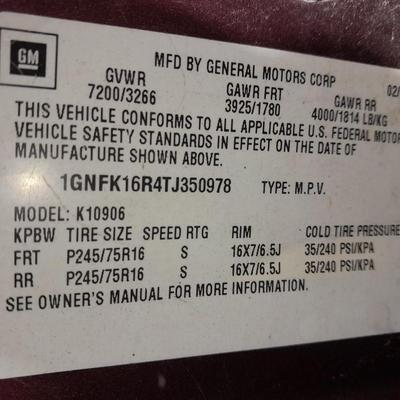 GM
MFD BY GENERAL MOTORS CORP 02/
GVWR GAWR FRT GAWR RR
7200/3266 3925/1780 4000/1814 LB/KG
THIS VEHICLE CONFORMS TO ALL APPLICABLE U.S. FEDERAL MOTOR
VEHICLE SAFETY STANDARDS IN EFFECT ON THE DATE OF
MANUFACTURE SHOWN ABOVE.
1GNFK16R4TJ350978 TYPE: M.P.V.
MODEL: K10906
KPBW TIRE SIZE SPEED RTG RIM COLD TIRE PRESSURE
FRT P245/75R16 S 16X7/6.5J 35/240 PSI/KPA
RR P245/75R16 S 16X7/6.5J 35/240 PSI/KPA
SEE OWNER'S MANUAL FOR MORE INFORMATION.